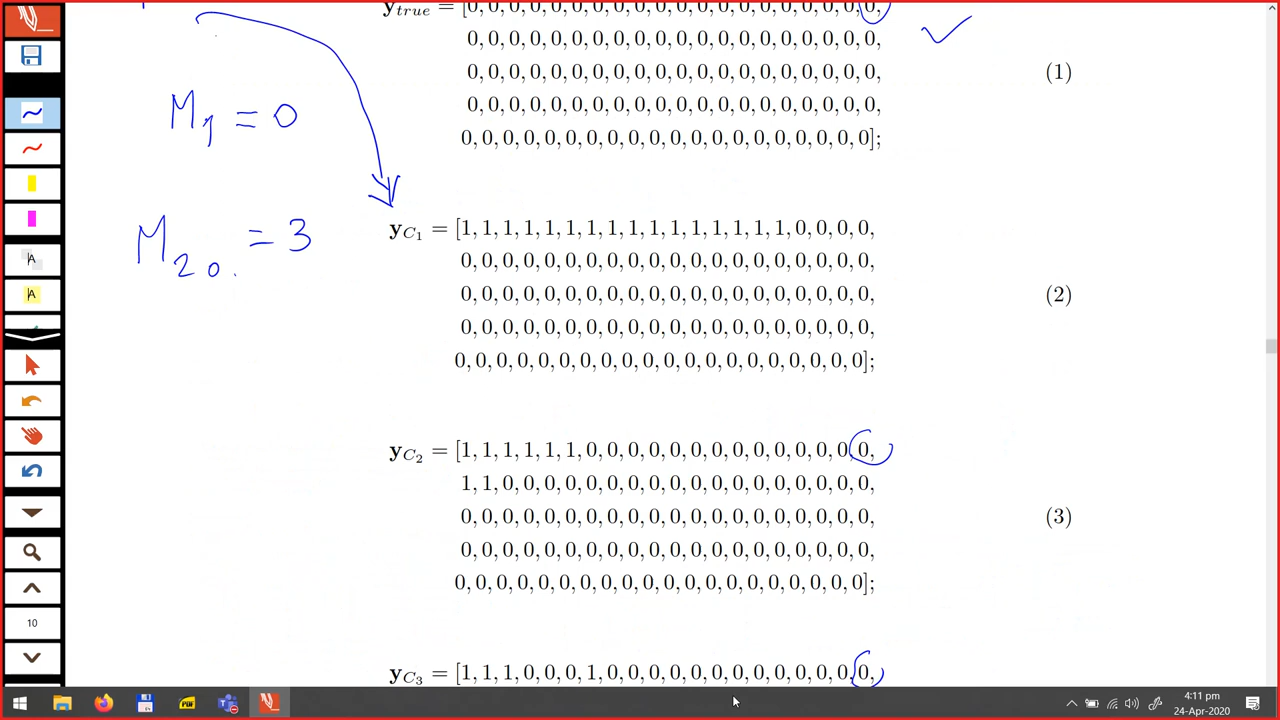 y_true = [0,0,0,0,0,0,0,0,0,0,0,0,0,0,0,0,0,0,0,0,
0,0,0,0,0,0,0,0,0,0,0,0,0,0,0,0,0,0,0,0,
0,0,0,0,0,0,0,0,0,0,0,0,0,0,0,0,0,0,0,0, (1)
0,0,0,0,0,0,0,0,0,0,0,0,0,0,0,0,0,0,0,0,
0,0,0,0,0,0,0,0,0,0,0,0,0,0,0,0,0,0,0,0];
M1 = 0
M20 = 3
y_C1 = [1,1,1,1,1,1,1,1,1,1,1,1,1,1,1,1,0,0,0,0,
0,0,0,0,0,0,0,0,0,0,0,0,0,0,0,0,0,0,0,0,
0,0,0,0,0,0,0,0,0,0,0,0,0,0,0,0,0,0,0,0, (2)
0,0,0,0,0,0,0,0,0,0,0,0,0,0,0,0,0,0,0,0,
0,0,0,0,0,0,0,0,0,0,0,0,0,0,0,0,0,0,0,0];
y_C2 = [1,1,1,1,1,1,0,0,0,0,0,0,0,0,0,0,0,0,0,0,
1,1,0,0,0,0,0,0,0,0,0,0,0,0,0,0,0,0,0,0,
0,0,0,0,0,0,0,0,0,0,0,0,0,0,0,0,0,0,0,0, (3)
0,0,0,0,0,0,0,0,0,0,0,0,0,0,0,0,0,0,0,0,
0,0,0,0,0,0,0,0,0,0,0,0,0,0,0,0,0,0,0,0];
y_C3 = [1,1,1,0,0,0,1,0,0,0,0,0,0,0,0,0,0,0,0,0,
A
A
10
PDF
4:11 pm
24-Apr-2020